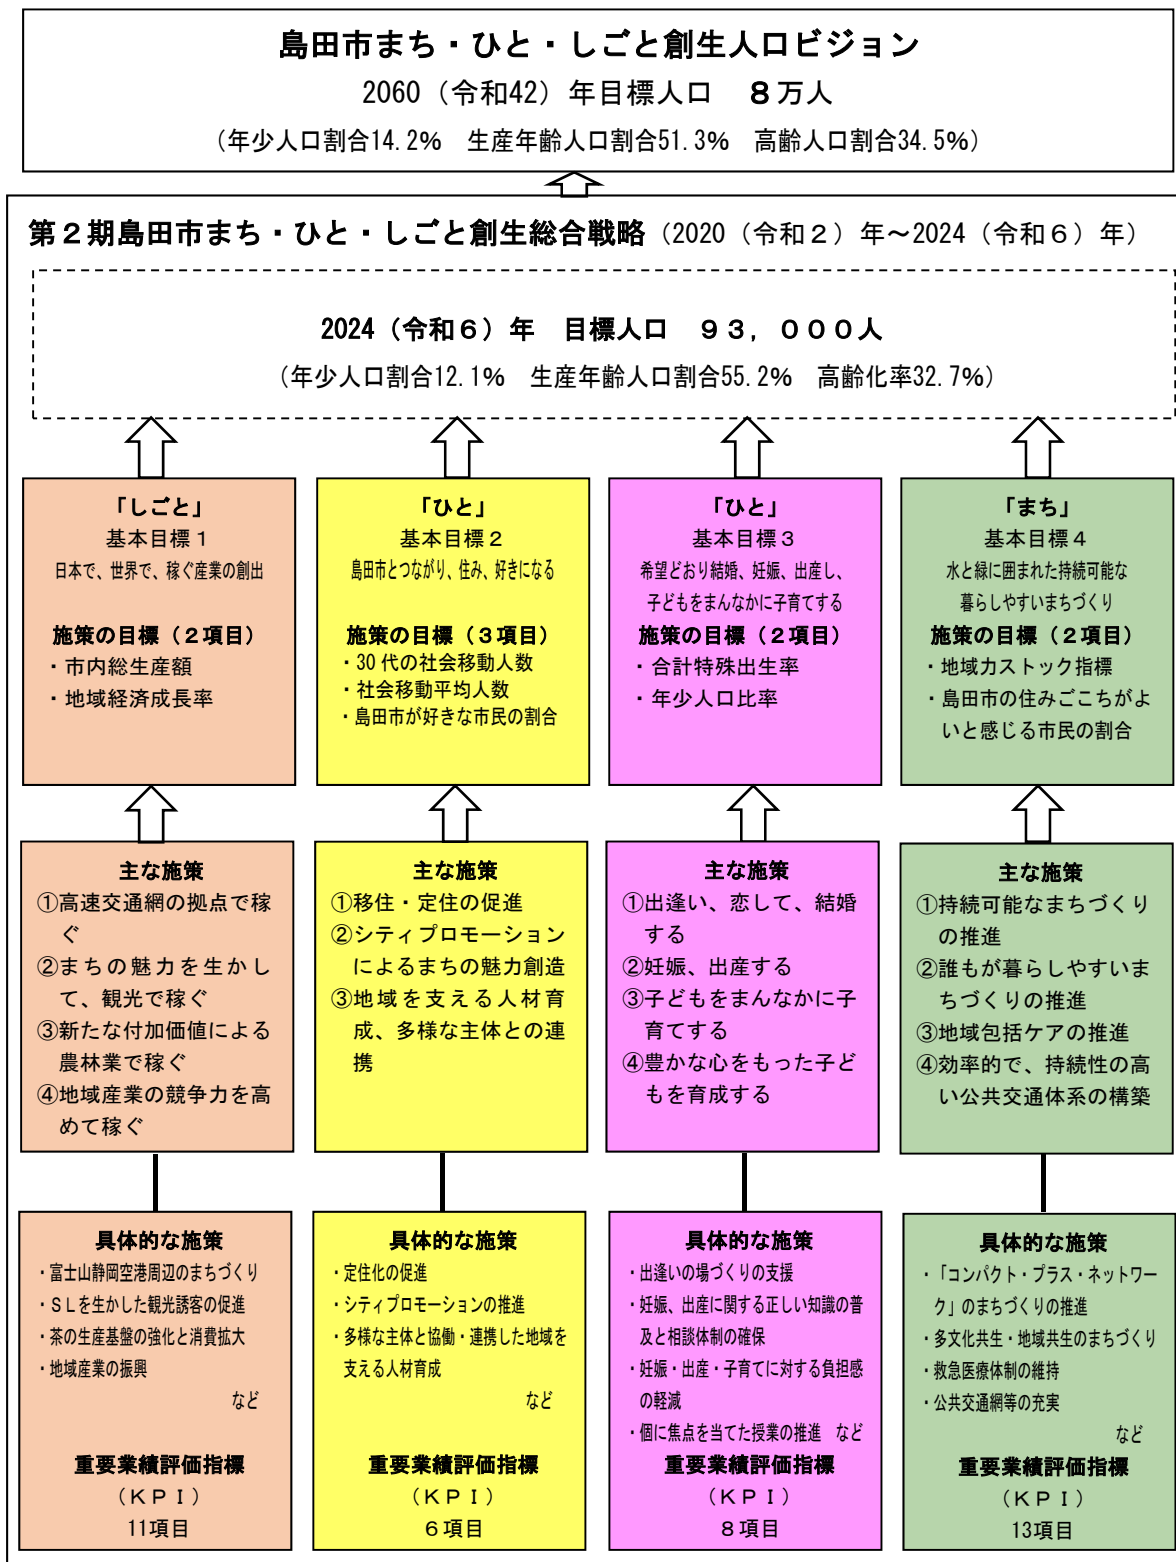 島田市まち・ひと・しごと創生人口ビジョン
2060（令和42）年目標人口　８万人
（年少人口割合14.2%　生産年齢人口割合51.3%　高齢人口割合34.5%）
第２期島田市まち・ひと・しごと創生総合戦略（2020（令和２）年～2024（令和６）年）
2024（令和６）年　目標人口　９３，０００人
（年少人口割合12.1%　生産年齢人口割合55.2%　高齢化率32.7%）
「しごと」
基本目標１
日本で、世界で、稼ぐ産業の創出
施策の目標（２項目）
・市内総生産額
・地域経済成長率
「ひと」
基本目標２
島田市とつながり、住み、好きになる
施策の目標（３項目）
・30代の社会移動人数
・社会移動平均人数
・島田市が好きな市民の割合
「ひと」
基本目標３
希望どおり結婚、妊娠、出産し、
子どもをまんなかに子育てする
施策の目標（２項目）
・合計特殊出生率
・年少人口比率
「まち」
基本目標４
水と緑に囲まれた持続可能な
暮らしやすいまちづくり
施策の目標（２項目）
・地域力ストック指標
・島田市の住みごこちがよ
いと感じる市民の割合
主な施策
①高速交通網の拠点で稼
ぐ
②まちの魅力を生かし
て、観光で稼ぐ
③新たな付加価値による
農林業で稼ぐ
④地域産業の競争力を高
めて稼ぐ
主な施策
①移住・定住の促進
②シティプロモーション
によるまちの魅力創造
③地域を支える人材育
成、多様な主体との連
携
主な施策
①出逢い、恋して、結婚
する
②妊娠、出産する
③子どもをまんなかに子
育てする
④豊かな心をもった子ど
もを育成する
主な施策
①持続可能なまちづくり
の推進
②誰もが暮らしやすいま
ちづくりの推進
③地域包括ケアの推進
④効率的で、持続性の高
い公共交通体系の構築
具体的な施策
・富士山静岡空港周辺のまちづくり
・ＳＬを生かした観光誘客の促進
・茶の生産基盤の強化と消費拡大
・地域産業の振興
など
重要業績評価指標
（ＫＰＩ）
11項目
具体的な施策
・定住化の促進
・シティプロモーションの推進
・多様な主体と協働・連携した地域を
支える人材育成
など
重要業績評価指標
（ＫＰＩ）
６項目
具体的な施策
・出逢いの場づくりの支援
・妊娠、出産に関する正しい知識の普
及と相談体制の確保
・妊娠・出産・子育てに対する負担感
の軽減
・個に焦点を当てた授業の推進　など
重要業績評価指標
（ＫＰＩ）
８項目
具体的な施策
・「コンパクト・プラス・ネットワー
ク」のまちづくりの推進
・多文化共生・地域共生のまちづくり
・救急医療体制の維持
・公共交通網等の充実
など
重要業績評価指標
（ＫＰＩ）
13項目